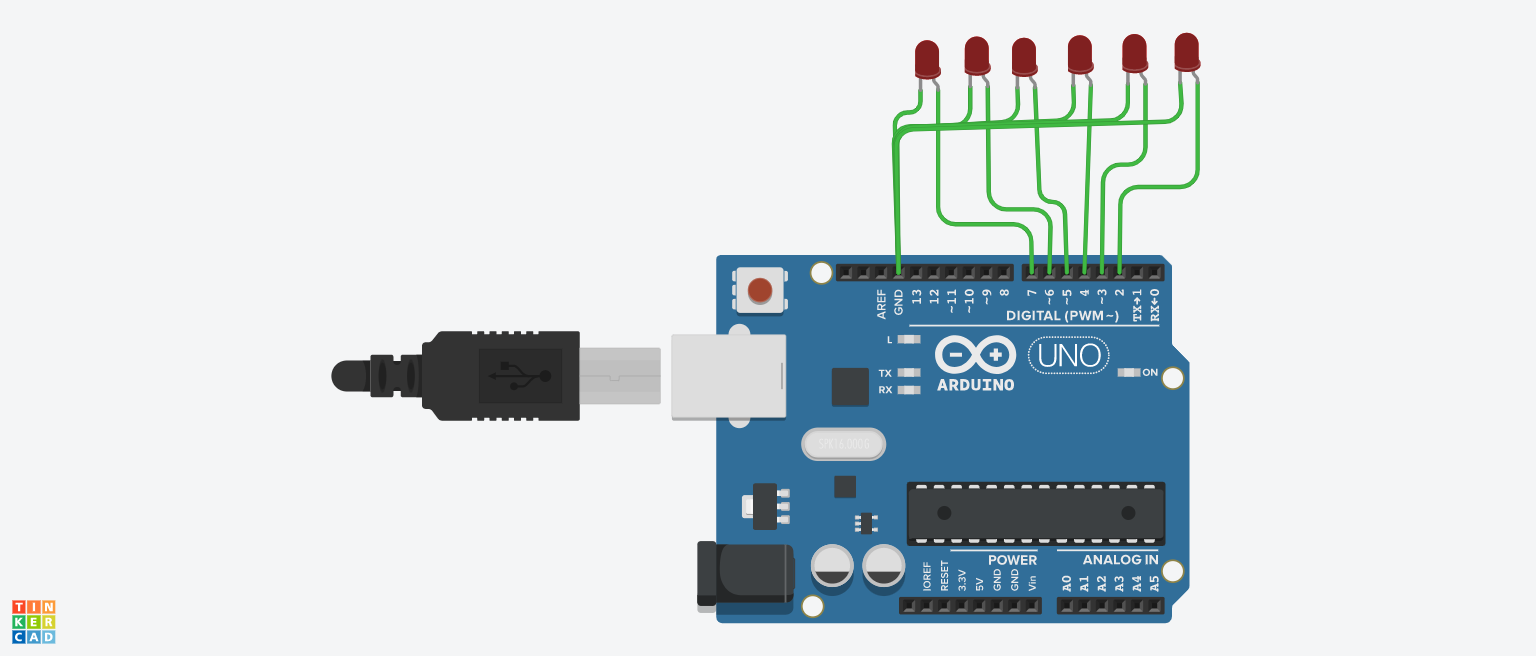 AREF
GND
13
12
~11
~10
~9
8
7
~6
~5
4
~3
2
TX→1
RX←0
DIGITAL (PWM~)
L
TX
RX
UNO
ARDUINO
ON
IOREF
RESET
3.3V
5V
GND
GND
Vin
POWER
ANALOG IN
A0
A1
A2
A3
A4
A5
TIN
KER
CAD